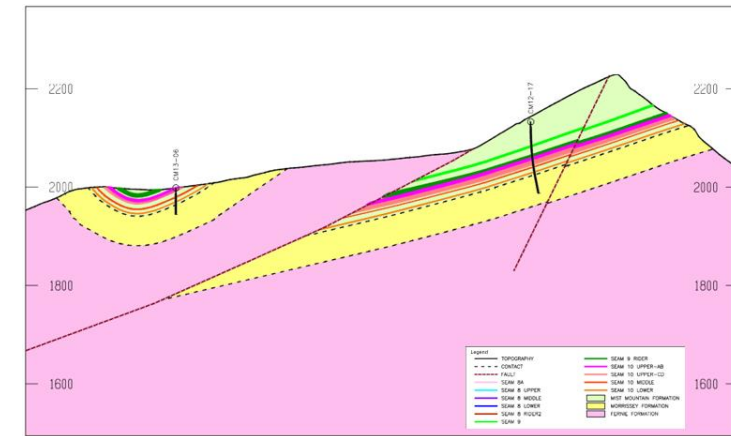 2200
2200
CM13-06
CM12-17
2000
2000
1800
1800
1600
1600
Legend
TOPOGRAPHY
CONTACT
FAULT
SEAM 8A
SEAM 8 UPPER
SEAM 8 MIDDLE
SEAM 8 LOWER
SEAM 8 RIDER2
SEAM 9
SEAM 9 RIDER
SEAM 10 UPPER-AB
SEAM 10 UPPER-CD
SEAM 10 MIDDLE
SEAM 10 LOWER
MIST MOUNTAIN FORMATION
MORRISSEY FORMATION
FERNIE FORMATION